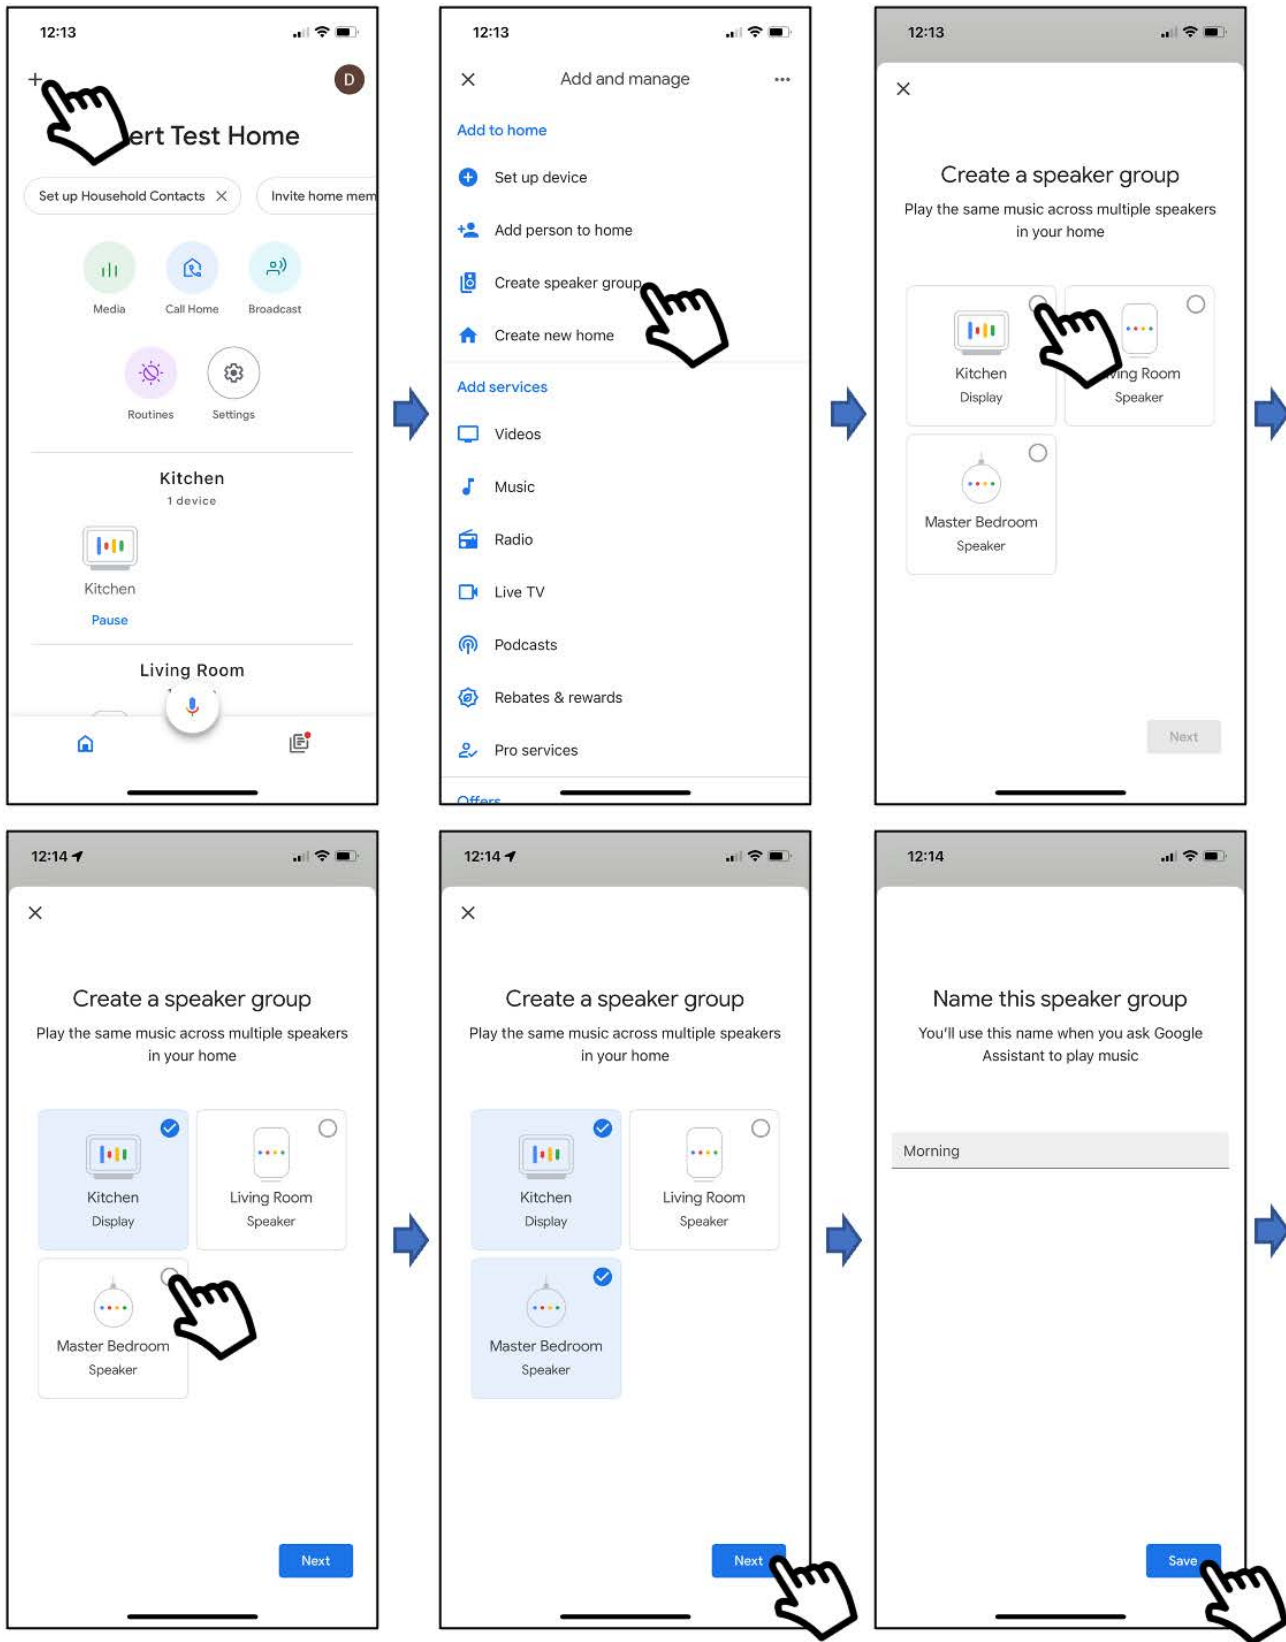 12:13
+
D
ert Test Home
Set up Household Contacts ×
Invite home mem
Media
Call Home
Broadcast
Routines
Settings
Kitchen
1 device
Kitchen
Pause
Living Room
12:13
× Add and manage ...
Add to home
Set up device
Add person to home
Create speaker group
Create new home
Add services
Videos
Music
Radio
Live TV
Podcasts
Rebates & rewards
Pro services
Offers
12:13
×
Create a speaker group
Play the same music across multiple speakers
in your home
Kitchen
Display
ving Room
Speaker
Master Bedroom
Speaker
Next
12:14
×
Create a speaker group
Play the same music across multiple speakers
in your home
Kitchen
Display
Living Room
Speaker
Master Bedroom
Speaker
Next
12:14
×
Create a speaker group
Play the same music across multiple speakers
in your home
Kitchen
Display
Living Room
Speaker
Master Bedroom
Speaker
Next
12:14
Name this speaker group
You'll use this name when you ask Google
Assistant to play music
Morning
Save